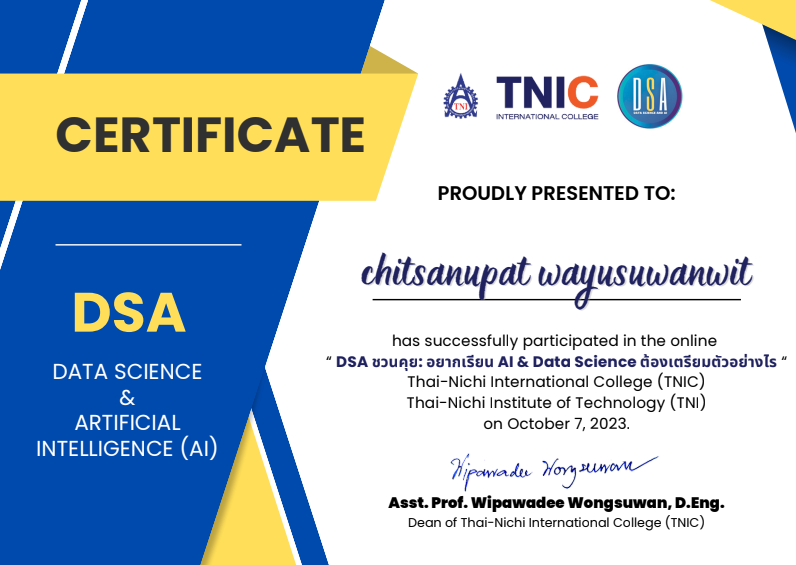 CERTIFICATE
DSA
DATA SCIENCE
&
ARTIFICIAL
INTELLIGENCE (AI)
TNI
TNIC
INTERNATIONAL COLLEGE
DSA
DATA SCIENCE AND AI
PROUDLY PRESENTED TO:
chitsanupat wayusuwanwit
has successfully participated in the online
“ DSA ชวนคุย: อยากเรียน AI & Data Science ต้องเตรียมตัวอย่างไร “
Thai-Nichi International College (TNIC)
Thai-Nichi Institute of Technology (TNI)
on October 7, 2023.
Wipawadee Wongsuwan
Asst. Prof. Wipawadee Wongsuwan, D.Eng.
Dean of Thai-Nichi International College (TNIC)